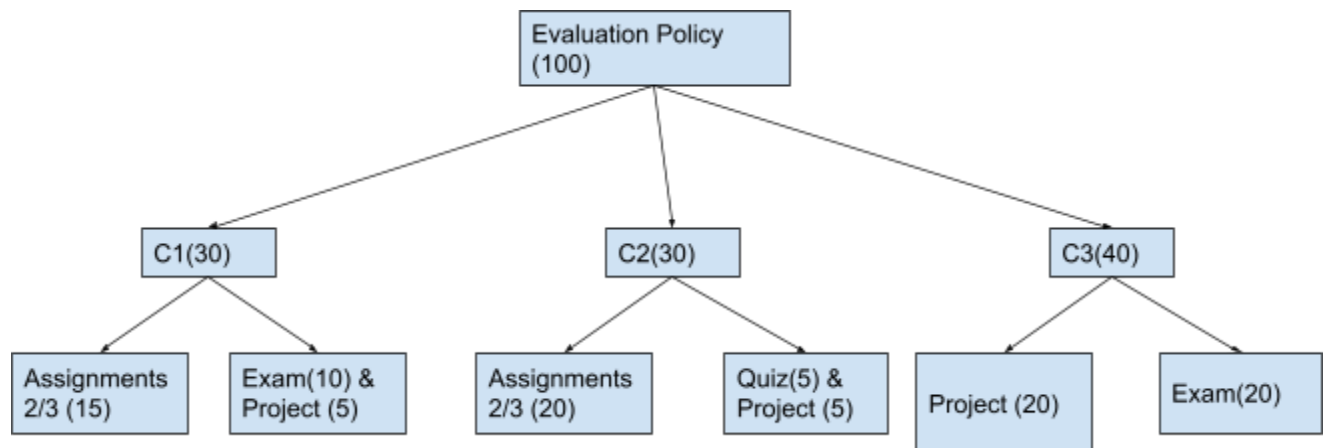 Evaluation Policy
(100)
C1(30)
C2(30)
C3(40)
Assignments
2/3 (15)
Exam(10) &
Project (5)
Assignments
2/3 (20)
Quiz(5) &
Project (5)
Project (20)
Exam(20)